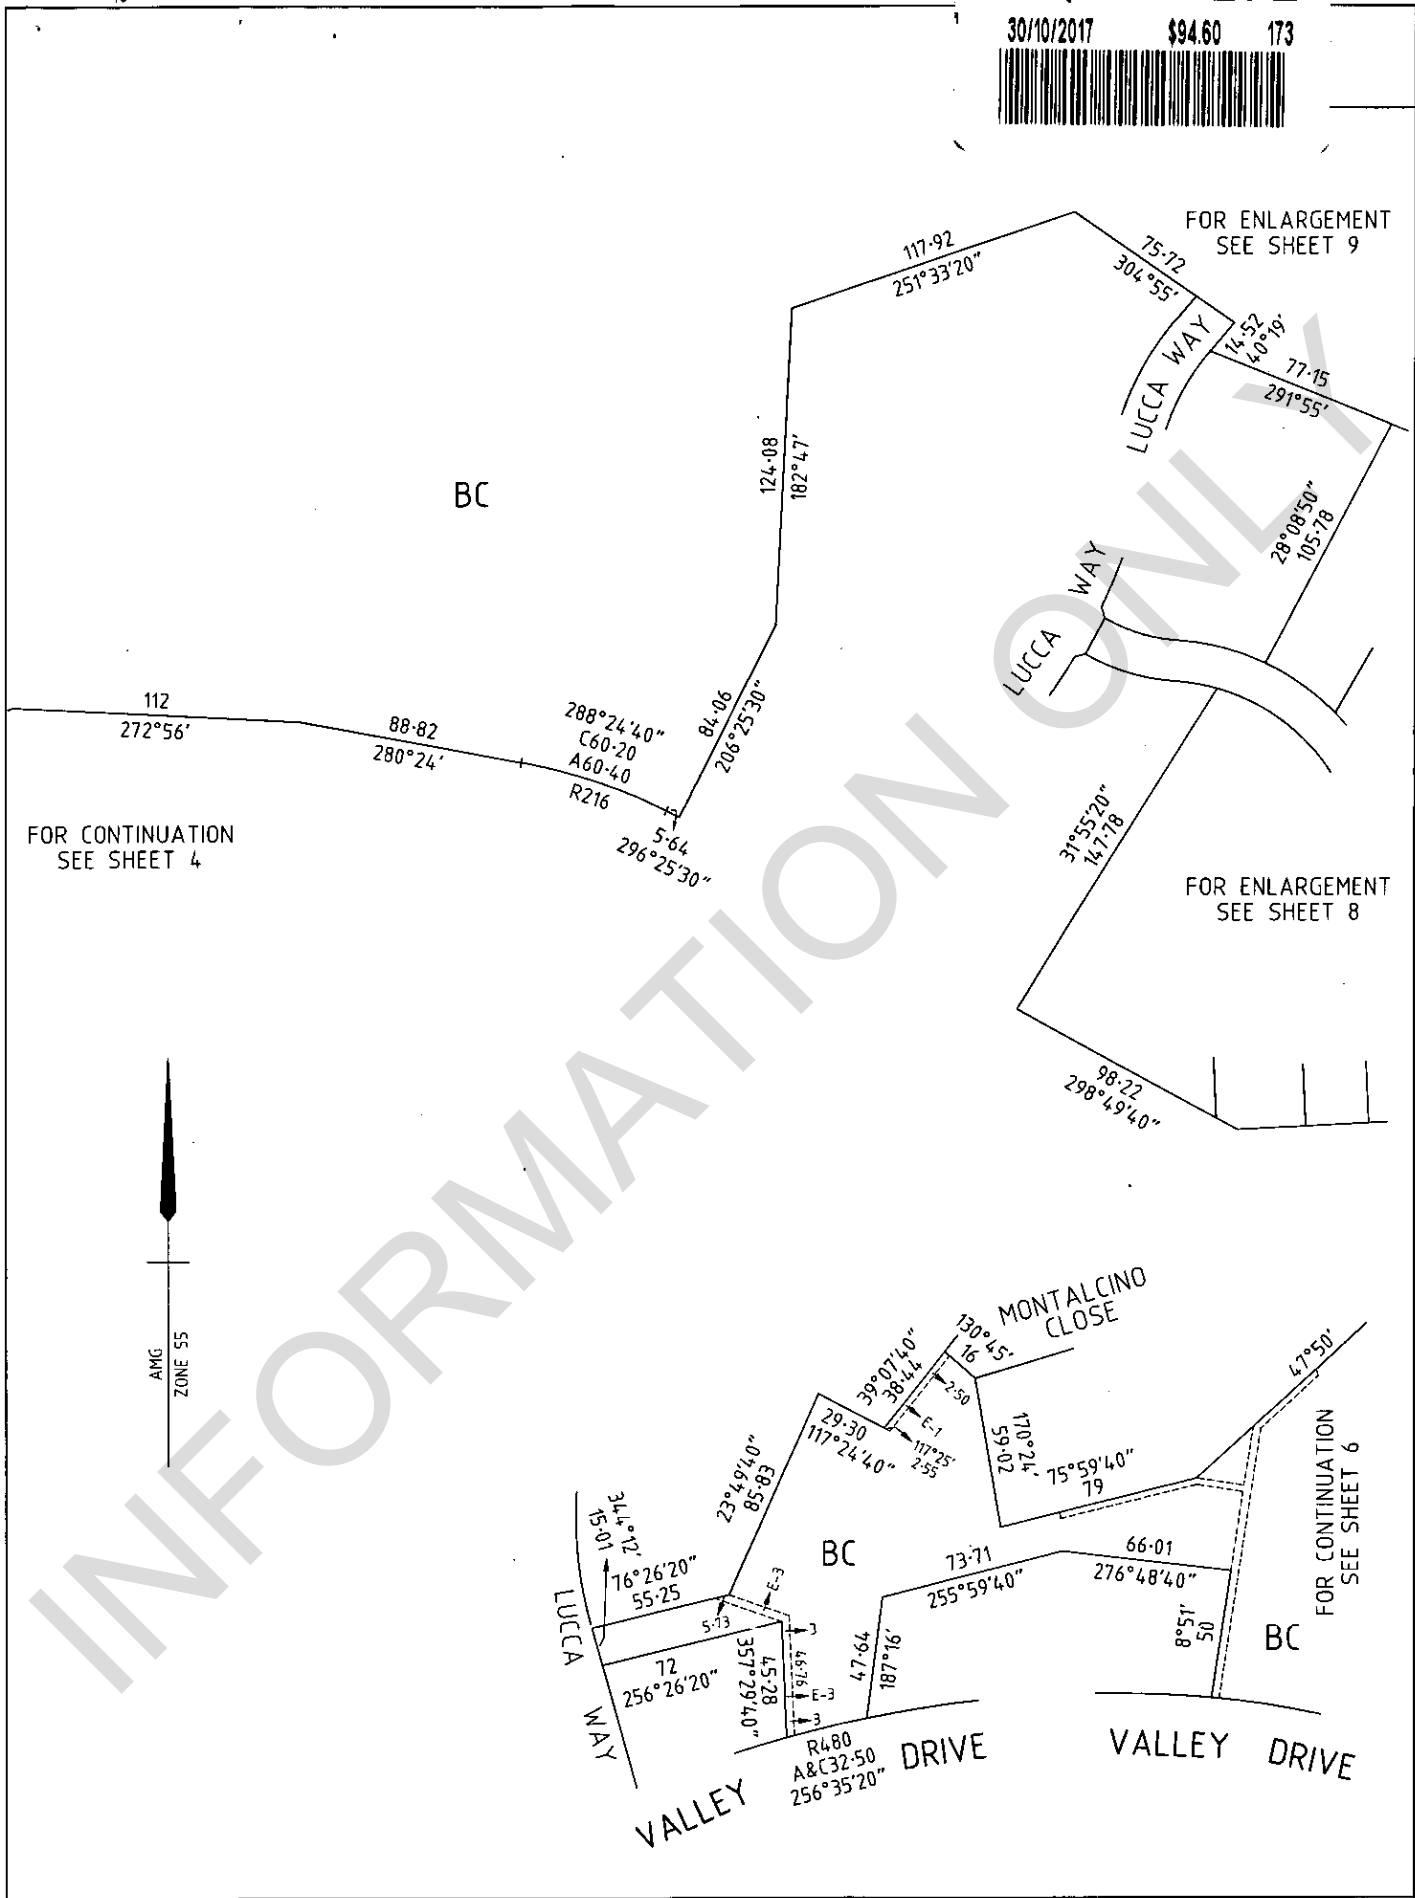 30/10/2017 $94.60 173
FOR ENLARGEMENT
SEE SHEET 9
117·92
251°33'20"
75·72
304°55'
LUCCA WAY
14·52
40°19'
77·15
291°55'
124·08
182°47'
BC
28°08'50"
105·78
LUCCA WAY
112
272°56'
88·82
280°24'
288°24'40"
C60·20
A60·40
R216
84·06
206°25'30"
5·64
296°25'30"
FOR CONTINUATION
SEE SHEET 4
31°55'20"
147·78
FOR ENLARGEMENT
SEE SHEET 8
98·22
298°49'40"
AMG
ZONE 55
MONTALCINO
CLOSE
130°45'
16
39°07'40"
38·44
2·50
E-1
117°25'
2·55
29·30
117°24'40"
170°24'
59·02
75°59'40"
79
47°50'
FOR CONTINUATION
SEE SHEET 6
23°49'40"
85·83
344°12'
15·01
76°26'20"
55·25
E-3
5·73
3
BC
73·71
255°59'40"
66·01
276°48'40"
8°51'
50
BC
LUCCA WAY
72
256°26'20"
357°29'40"
45·28
46·76
E-3
3
47·64
187°16'
R480
A&C32·50
256°35'20"
VALLEY DRIVE
VALLEY DRIVE
INFORMATION ONLY